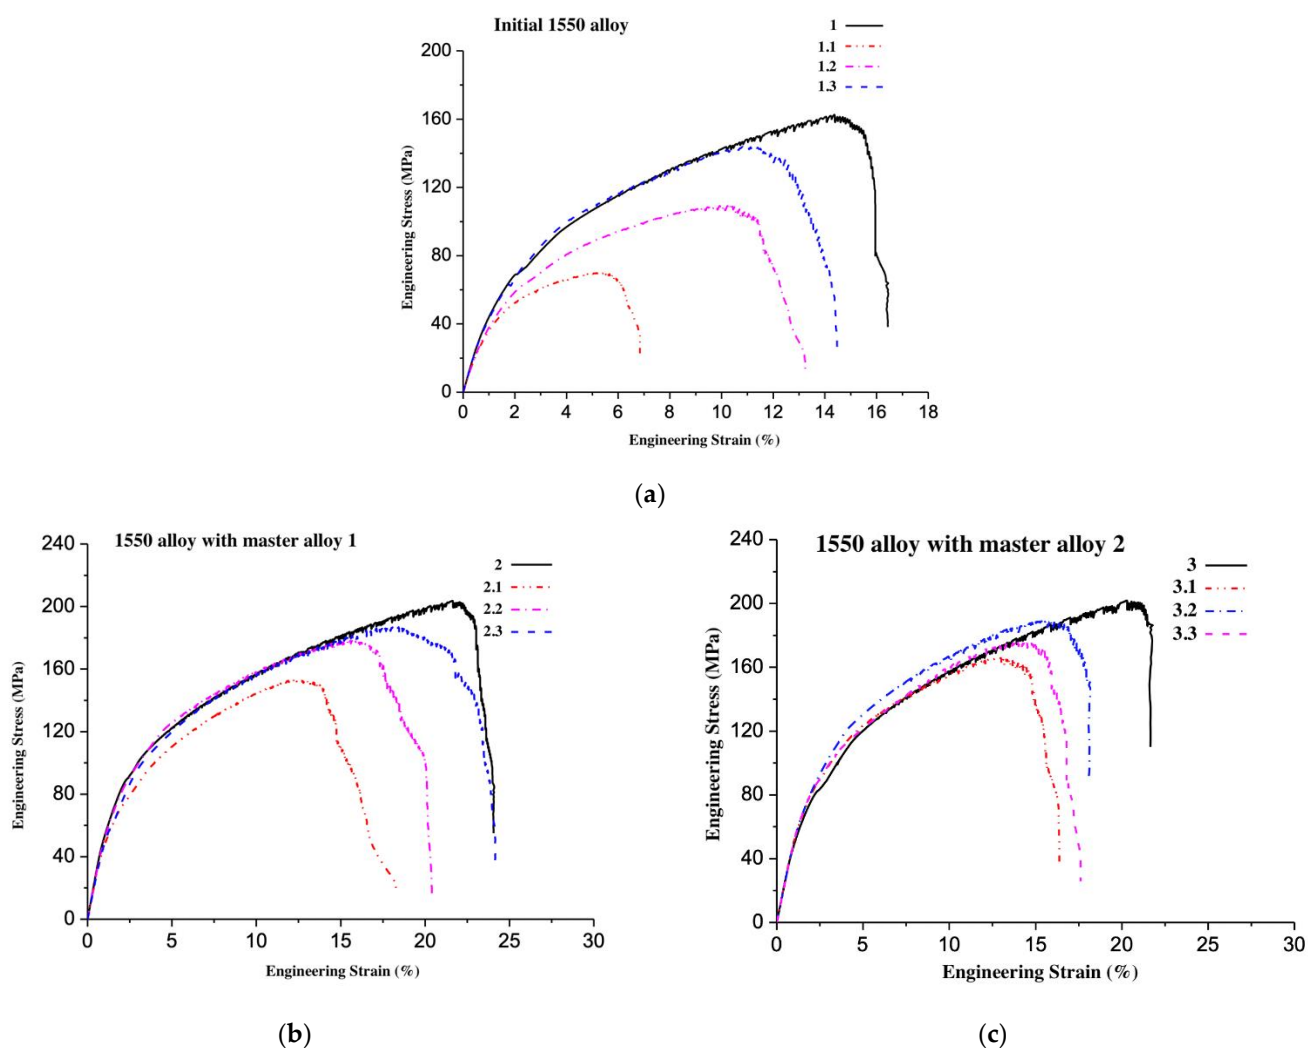 Initial 1550 alloy
1
1.1
1.2
1.3
200
160
120
80
40
0
Engineering Stress (MPa)
0 2 4 6 8 10 12 14 16 18
Engineering Strain (%)
(a)
1550 alloy with master alloy 1
2
2.1
2.2
2.3
240
200
160
120
80
40
0
Engineering Stress (MPa)
0 5 10 15 20 25 30
Engineering Strain (%)
(b)
1550 alloy with master alloy 2
3
3.1
3.2
3.3
240
200
160
120
80
40
0
Engineering Stress (MPa)
0 5 10 15 20 25 30
Engineering Strain (%)
(c)